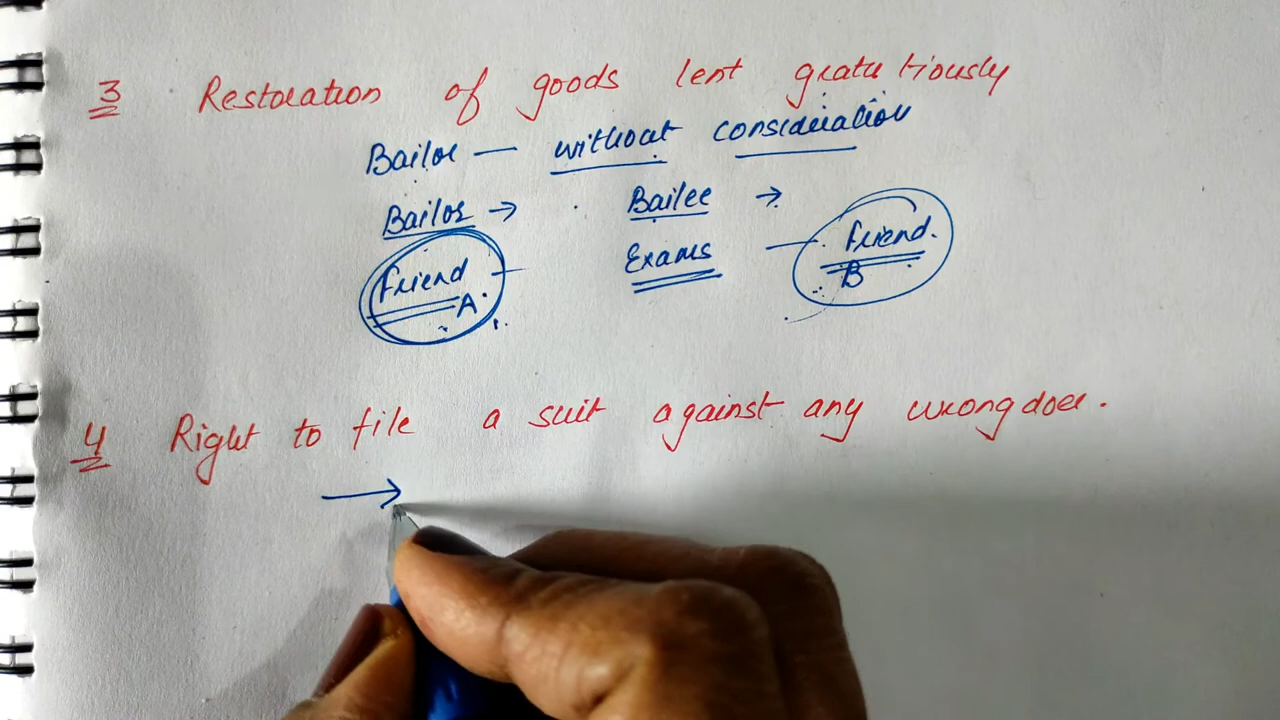 3 Restoration of goods lent gratuitiously
Bailor — without consideration
Bailor → Bailee →
Friend — Exams — Friend.
A. B
4 Right to file a suit against any wrongdoer.
→